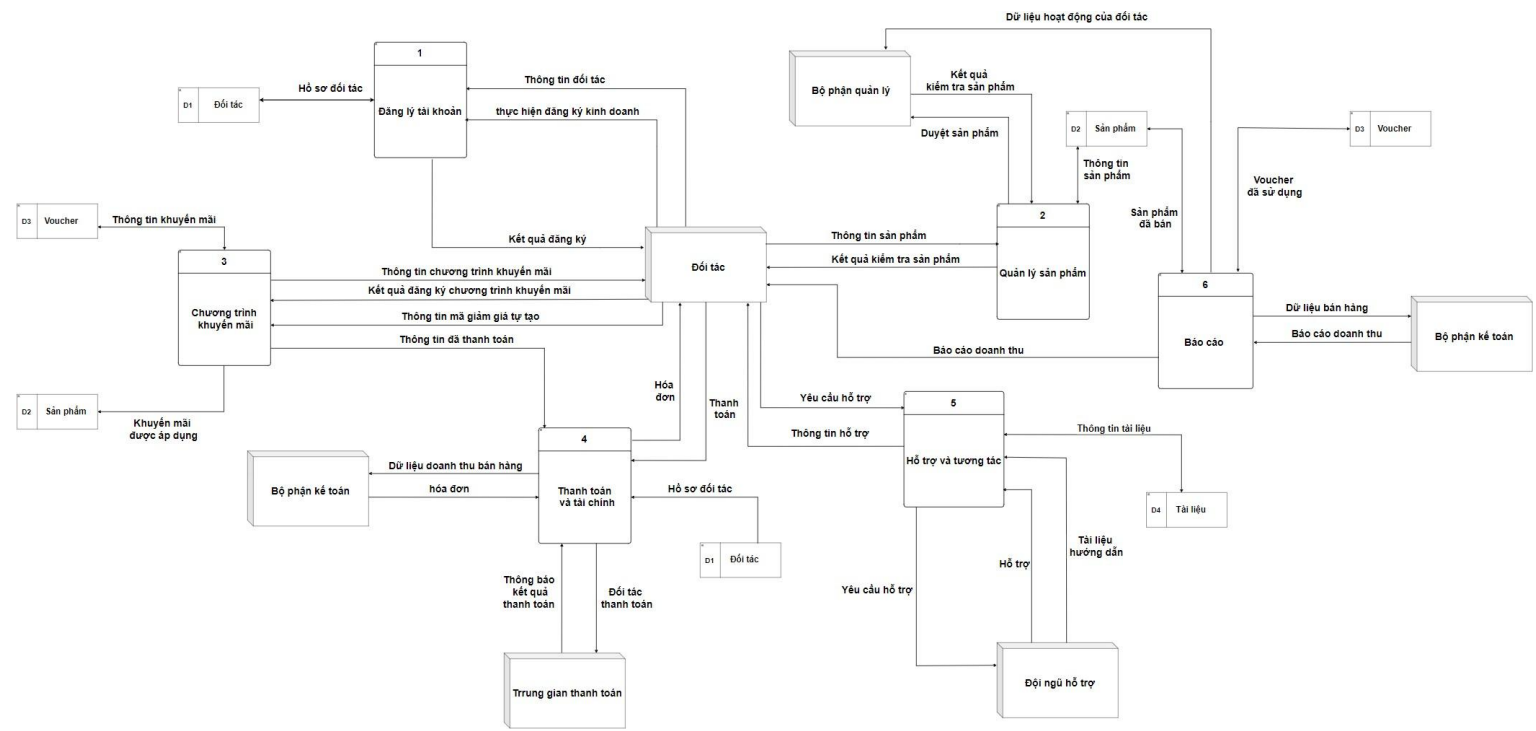 Dữ liệu hoạt động của đối tác
1
Đăng lý tài khoản
Hồ sơ đối tác
D1
Đối tác
Thông tin đối tác
thực hiện đăng ký kinh doanh
Kết quả đăng ký
Bộ phận quản lý
Kết quả
kiểm tra sản phẩm
Duyệt sản phẩm
D2
Sản phẩm
Thông tin
sản phẩm
D3
Voucher
Voucher
đã sử dụng
Sản phẩm
đã bán
D3
Voucher
Thông tin khuyến mãi
3
Chương trình
khuyến mãi
Thông tin chương trình khuyến mãi
Kết quả đăng ký chương trình khuyến mãi
Thông tin mã giảm giá tự tạo
Thông tin đã thanh toán
Đối tác
Thông tin sản phẩm
Kết quả kiểm tra sản phẩm
2
Quản lý sản phẩm
6
Báo cáo
Dữ liệu bán hàng
Báo cáo doanh thu
Bộ phận kế toán
Báo cáo doanh thu
D2
Sản phẩm
Khuyến mãi
được áp dụng
Hóa
đơn
Thanh
toán
Yêu cầu hỗ trợ
Thông tin hỗ trợ
5
Hỗ trợ và tương tác
Thông tin tài liệu
D4
Tài liệu
4
Thanh toán
và tài chính
Bộ phận kế toán
Dữ liệu doanh thu bán hàng
hóa đơn
Hồ sơ đối tác
D1
Đối tác
Thông báo
kết quả
thanh toán
Đối tác
thanh toán
Trrung gian thanh toán
Yêu cầu hỗ trợ
Hỗ trợ
Tài liệu
hướng dẫn
Đội ngũ hỗ trợ